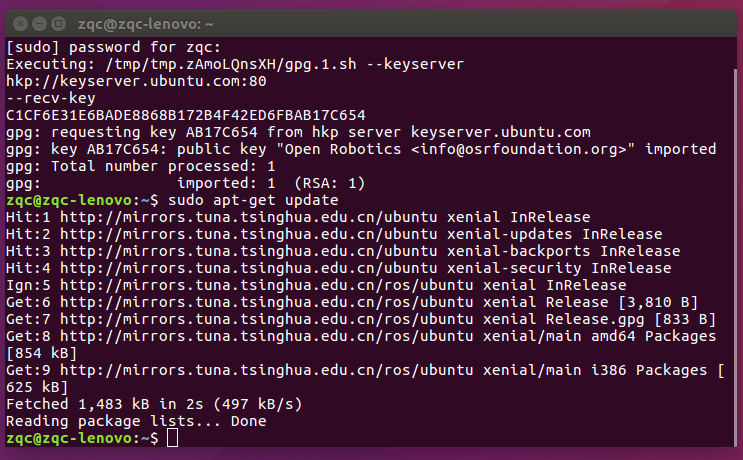 zqc@zqc-lenovo: ~
[sudo] password for zqc:
Executing: /tmp/tmp.zAmoLQnsXH/gpg.1.sh --keyserver
hkp://keyserver.ubuntu.com:80
--recv-key
C1CF6E31E6BADE8868B172B4F42ED6FBAB17C654
gpg: requesting key AB17C654 from hkp server keyserver.ubuntu.com
gpg: key AB17C654: public key "Open Robotics <info@osrfoundation.org>" imported
gpg: Total number processed: 1
gpg:               imported: 1  (RSA: 1)
zqc@zqc-lenovo:~$ sudo apt-get update
Hit:1 http://mirrors.tuna.tsinghua.edu.cn/ubuntu xenial InRelease
Hit:2 http://mirrors.tuna.tsinghua.edu.cn/ubuntu xenial-updates InRelease
Hit:3 http://mirrors.tuna.tsinghua.edu.cn/ubuntu xenial-backports InRelease
Hit:4 http://mirrors.tuna.tsinghua.edu.cn/ubuntu xenial-security InRelease
Ign:5 http://mirrors.tuna.tsinghua.edu.cn/ros/ubuntu xenial InRelease
Get:6 http://mirrors.tuna.tsinghua.edu.cn/ros/ubuntu xenial Release [3,810 B]
Get:7 http://mirrors.tuna.tsinghua.edu.cn/ros/ubuntu xenial Release.gpg [833 B]
Get:8 http://mirrors.tuna.tsinghua.edu.cn/ros/ubuntu xenial/main amd64 Packages
[854 kB]
Get:9 http://mirrors.tuna.tsinghua.edu.cn/ros/ubuntu xenial/main i386 Packages [
625 kB]
Fetched 1,483 kB in 2s (497 kB/s)
Reading package lists... Done
zqc@zqc-lenovo:~$